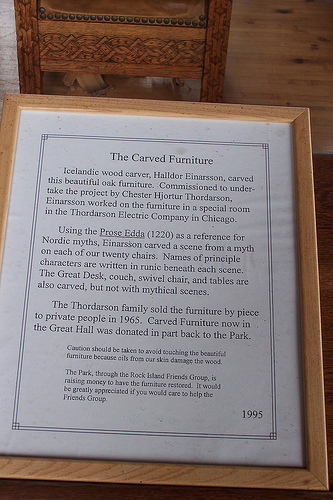 The Carved Furniture
Icelandic wood carver, Halldor Einarsson, carved
this beautiful oak furniture. Commissioned to under-
take the project by Chester Hjortur Thordarson,
Einarsson worked on the furniture in a special room
in the Thordarson Electric Company in Chicago.
Using the Prose Edda (1220) as a reference for
Nordic myths, Einarsson carved a scene from a myth
on each of our twenty chairs. Names of principle
characters are written in runic beneath each scene.
The Great Desk, couch, swivel chair, and tables are
also carved, but not with mythical scenes.
The Thordarson family sold the furniture by piece
to private people in 1965. Carved Furniture now in
the Great Hall was donated in part back to the Park.
Caution should be taken to avoid touching the beautiful
furniture because oils from our skin damage the wood.
The Park, through the Rock Island Friends Group, is
raising money to have the furniture restored. It would
be greatly appreciated if you would care to help the
Friends Group.
1995